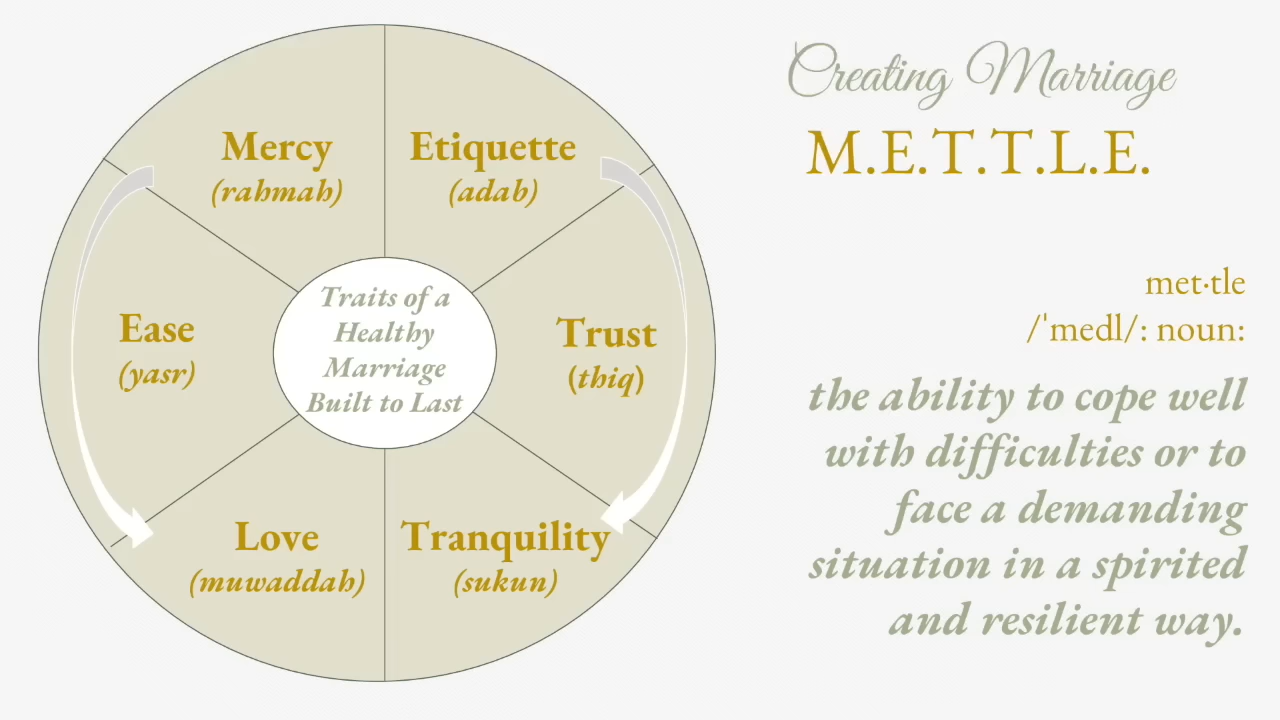 Creating Marriage
M.E.T.T.L.E.
Mercy
(rahmah)
Etiquette
(adab)
Trust
(thiq)
Tranquility
(sukun)
Love
(muwaddah)
Ease
(yasr)
Traits of a
Healthy
Marriage
Built to Last
met·tle
/ˈmedl/: noun:
the ability to cope well
with difficulties or to
face a demanding
situation in a spirited
and resilient way.